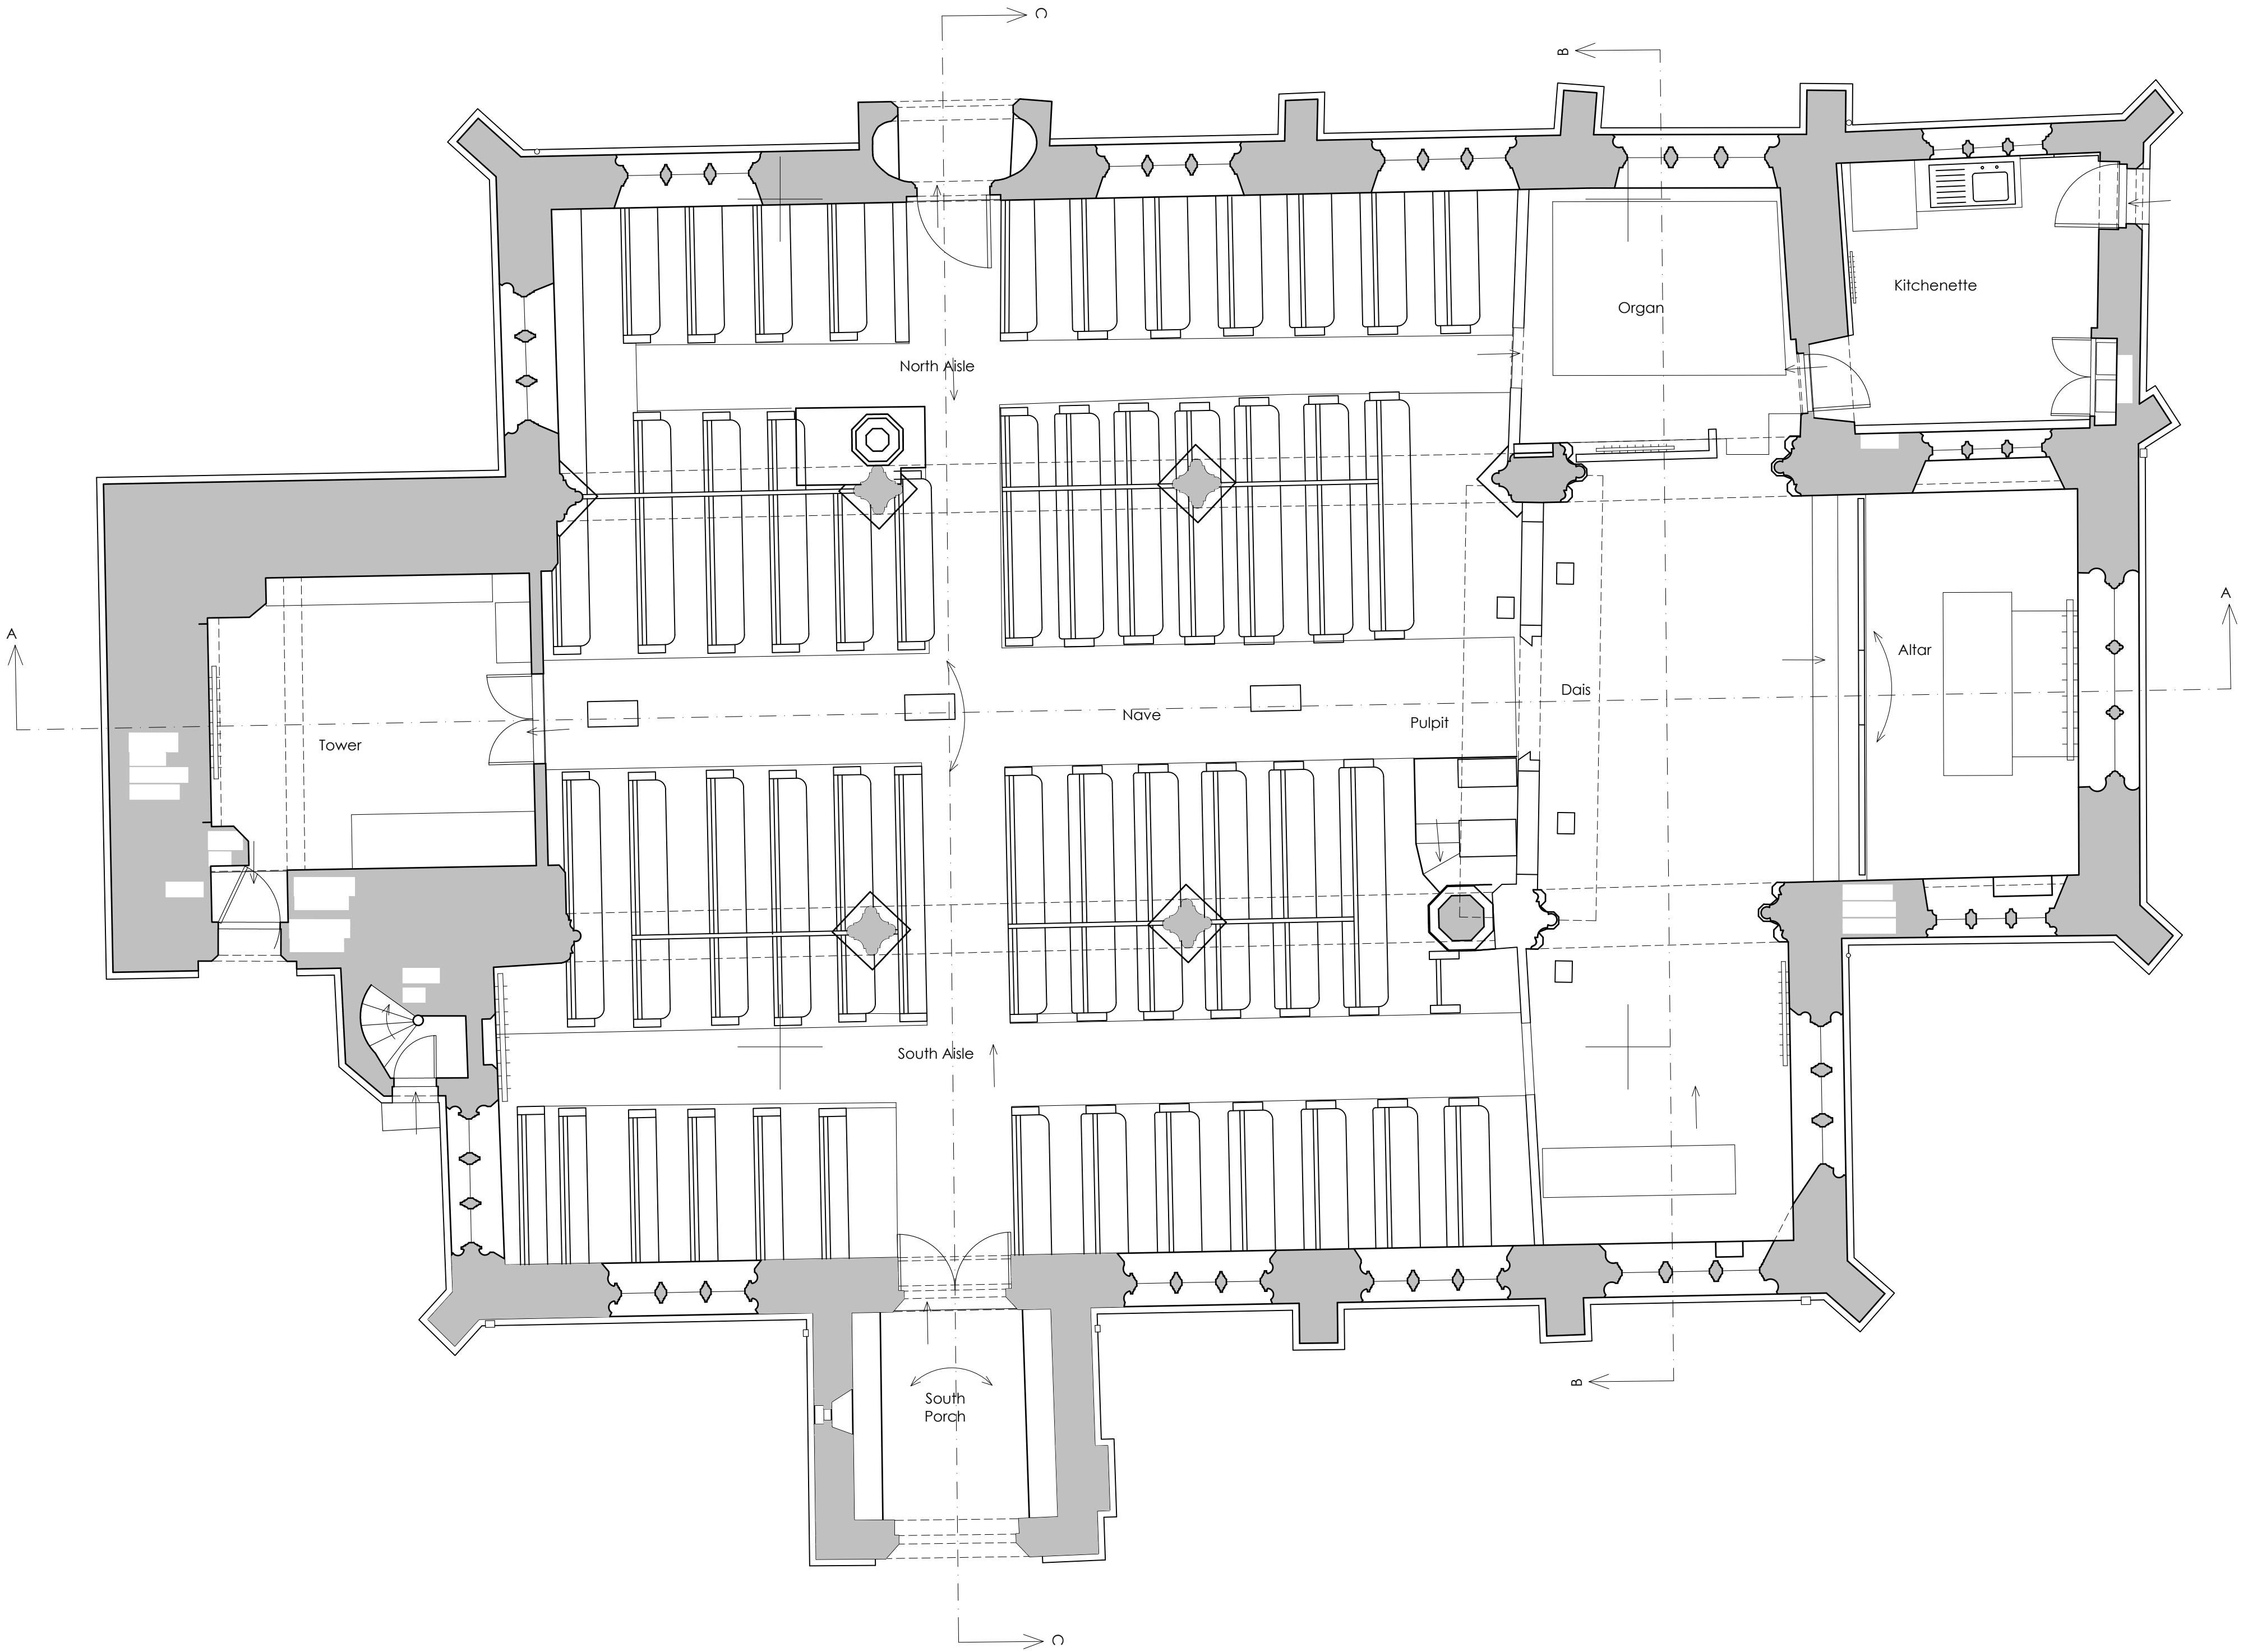 C
B
Kitchenette
Organ
North Aisle
A
A
Altar
Dais
Nave
Pulpit
Tower
South Aisle
B
South
Porch
C